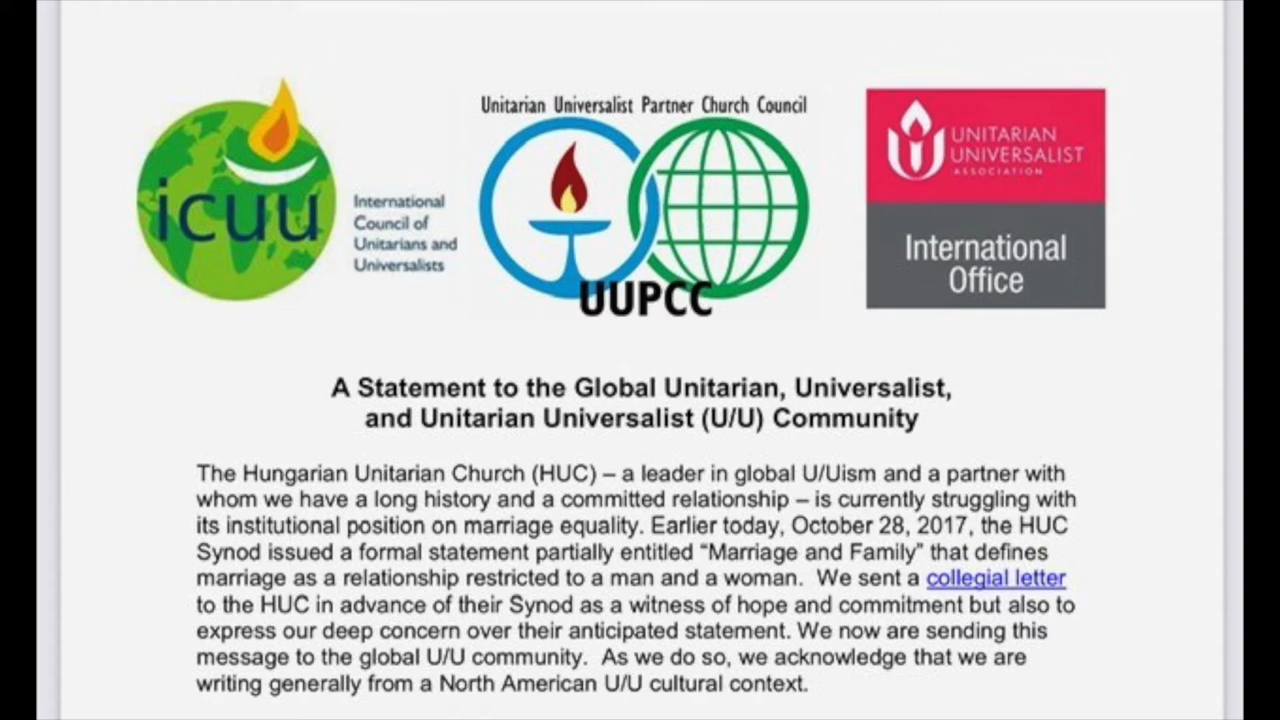 icuu
International
Council of
Unitarians and
Universalists
Unitarian Universalist Partner Church Council
UUPCC
UNITARIAN
UNIVERSALIST
ASSOCIATION
International
Office
A Statement to the Global Unitarian, Universalist,
and Unitarian Universalist (U/U) Community
The Hungarian Unitarian Church (HUC) – a leader in global U/Uism and a partner with
whom we have a long history and a committed relationship – is currently struggling with
its institutional position on marriage equality. Earlier today, October 28, 2017, the HUC
Synod issued a formal statement partially entitled “Marriage and Family” that defines
marriage as a relationship restricted to a man and a woman.  We sent a collegial letter
to the HUC in advance of their Synod as a witness of hope and commitment but also to
express our deep concern over their anticipated statement. We now are sending this
message to the global U/U community.  As we do so, we acknowledge that we are
writing generally from a North American U/U cultural context.